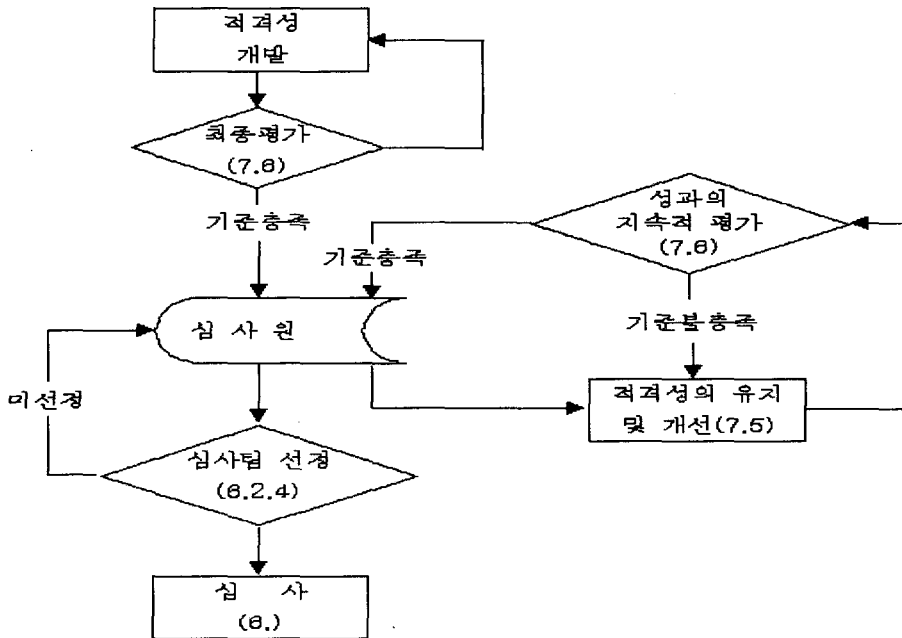 적격성
개발
최종평가
(7.6)
기준충족
성과의
지속적 평가
(7.6)
기준충족
심 사 원
기준불충족
미선정
적격성의 유지
및 개선(7.5)
심사팀 선정
(6.2.4)
심 사
(6.)